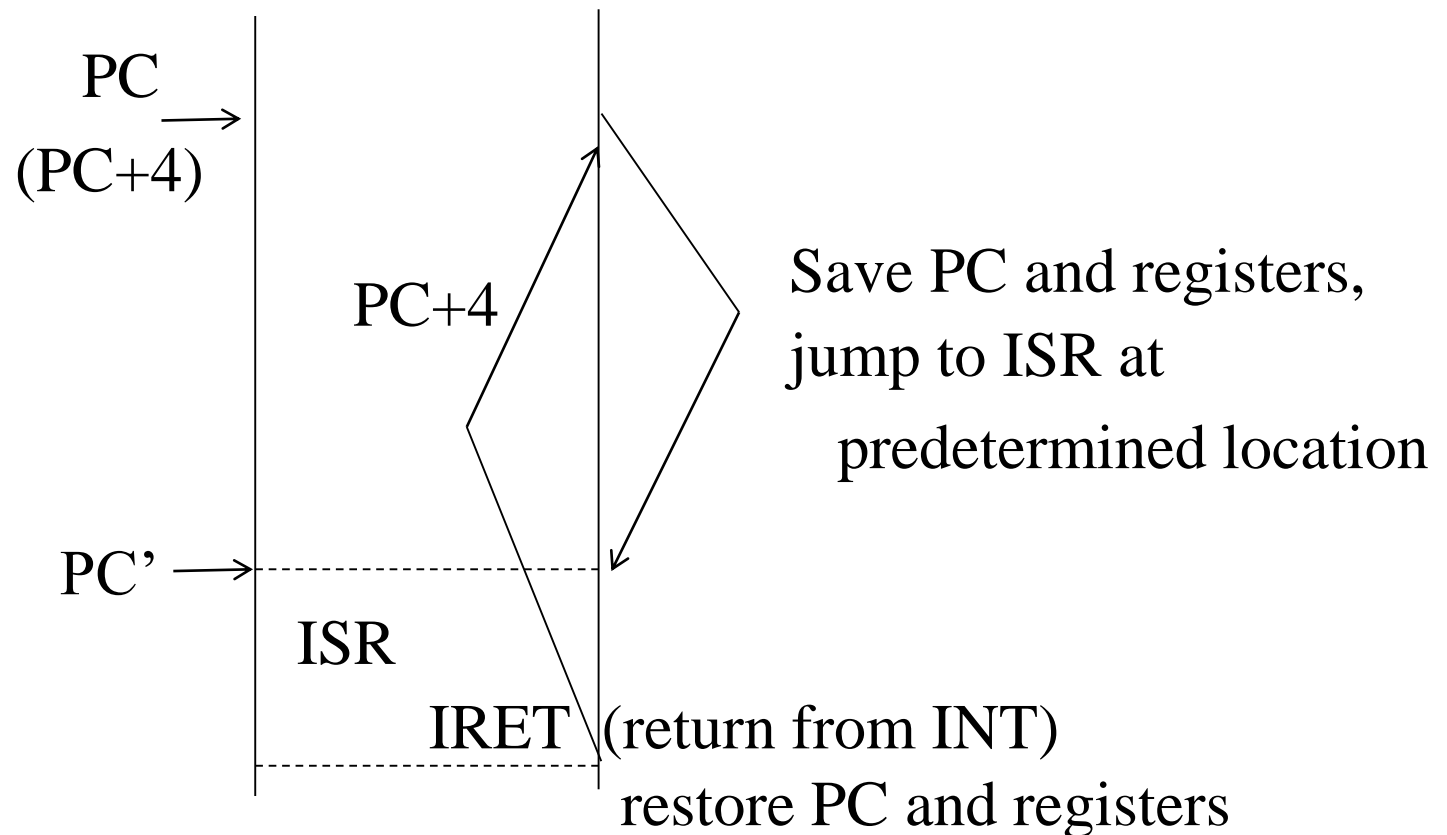 PC
(PC+4)
PC+4
Save PC and registers,
jump to ISR at
predetermined location
PC’
ISR
IRET (return from INT)
restore PC and registers